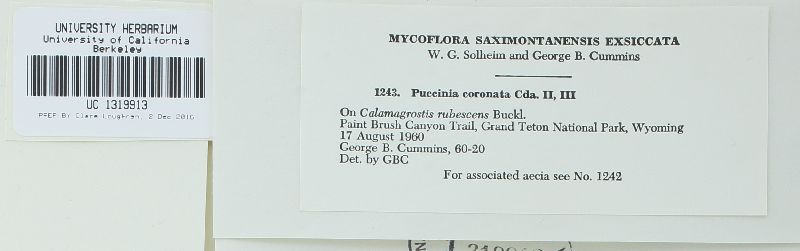 UNIVERSITY HERBARIUM
University of California
Berkeley
UC 1319913
PREP. BY Clare Loughran, 2 Dec 2016
MYCOFLORA SAXIMONTANENSIS EXSICCATA
W. G. Solheim and George B. Cummins
1243. Puccinia coronata Cda. II, III
On Calamagrostis rubescens Buckl.
Paint Brush Canyon Trail, Grand Teton National Park, Wyoming
17 August 1960
George B. Cummins, 60-20
Det. by GBC
For associated aecia see No. 1242